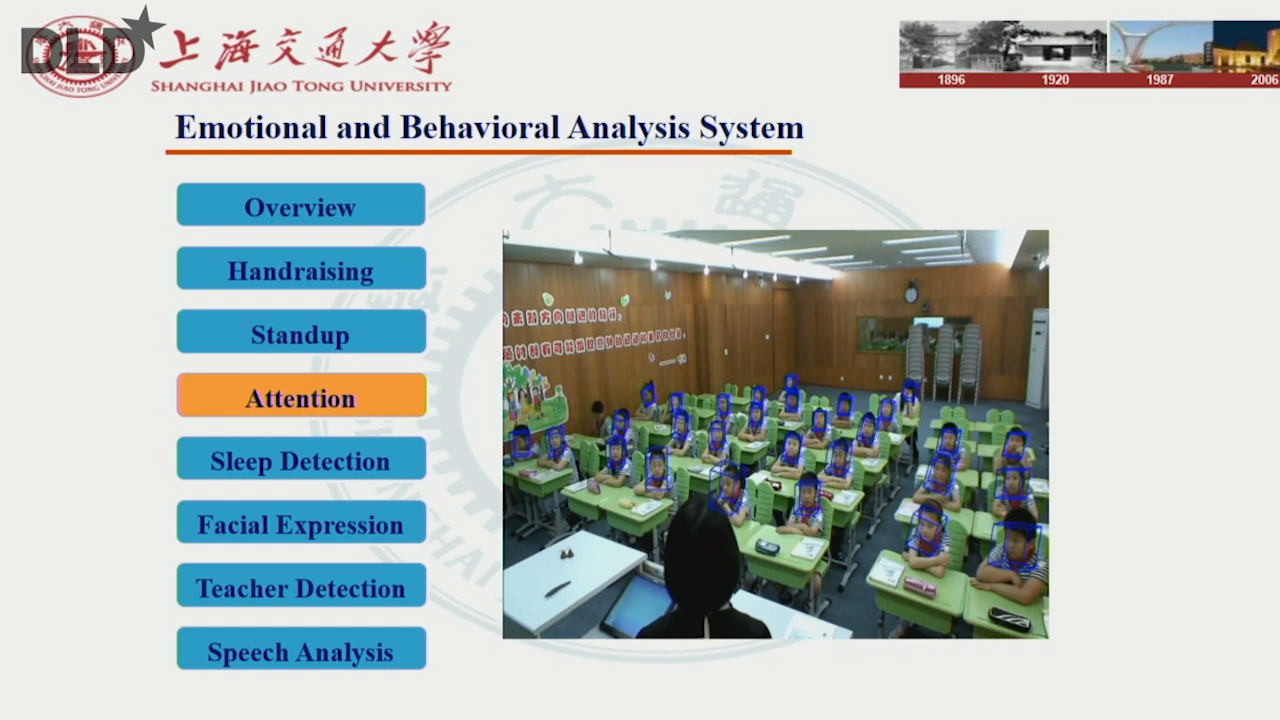 DLD
上海交通大學
SHANGHAI JIAO TONG UNIVERSITY
1896
1920
1987
2006
Emotional and Behavioral Analysis System
Overview
Handraising
Standup
Attention
Sleep Detection
Facial Expression
Teacher Detection
Speech Analysis